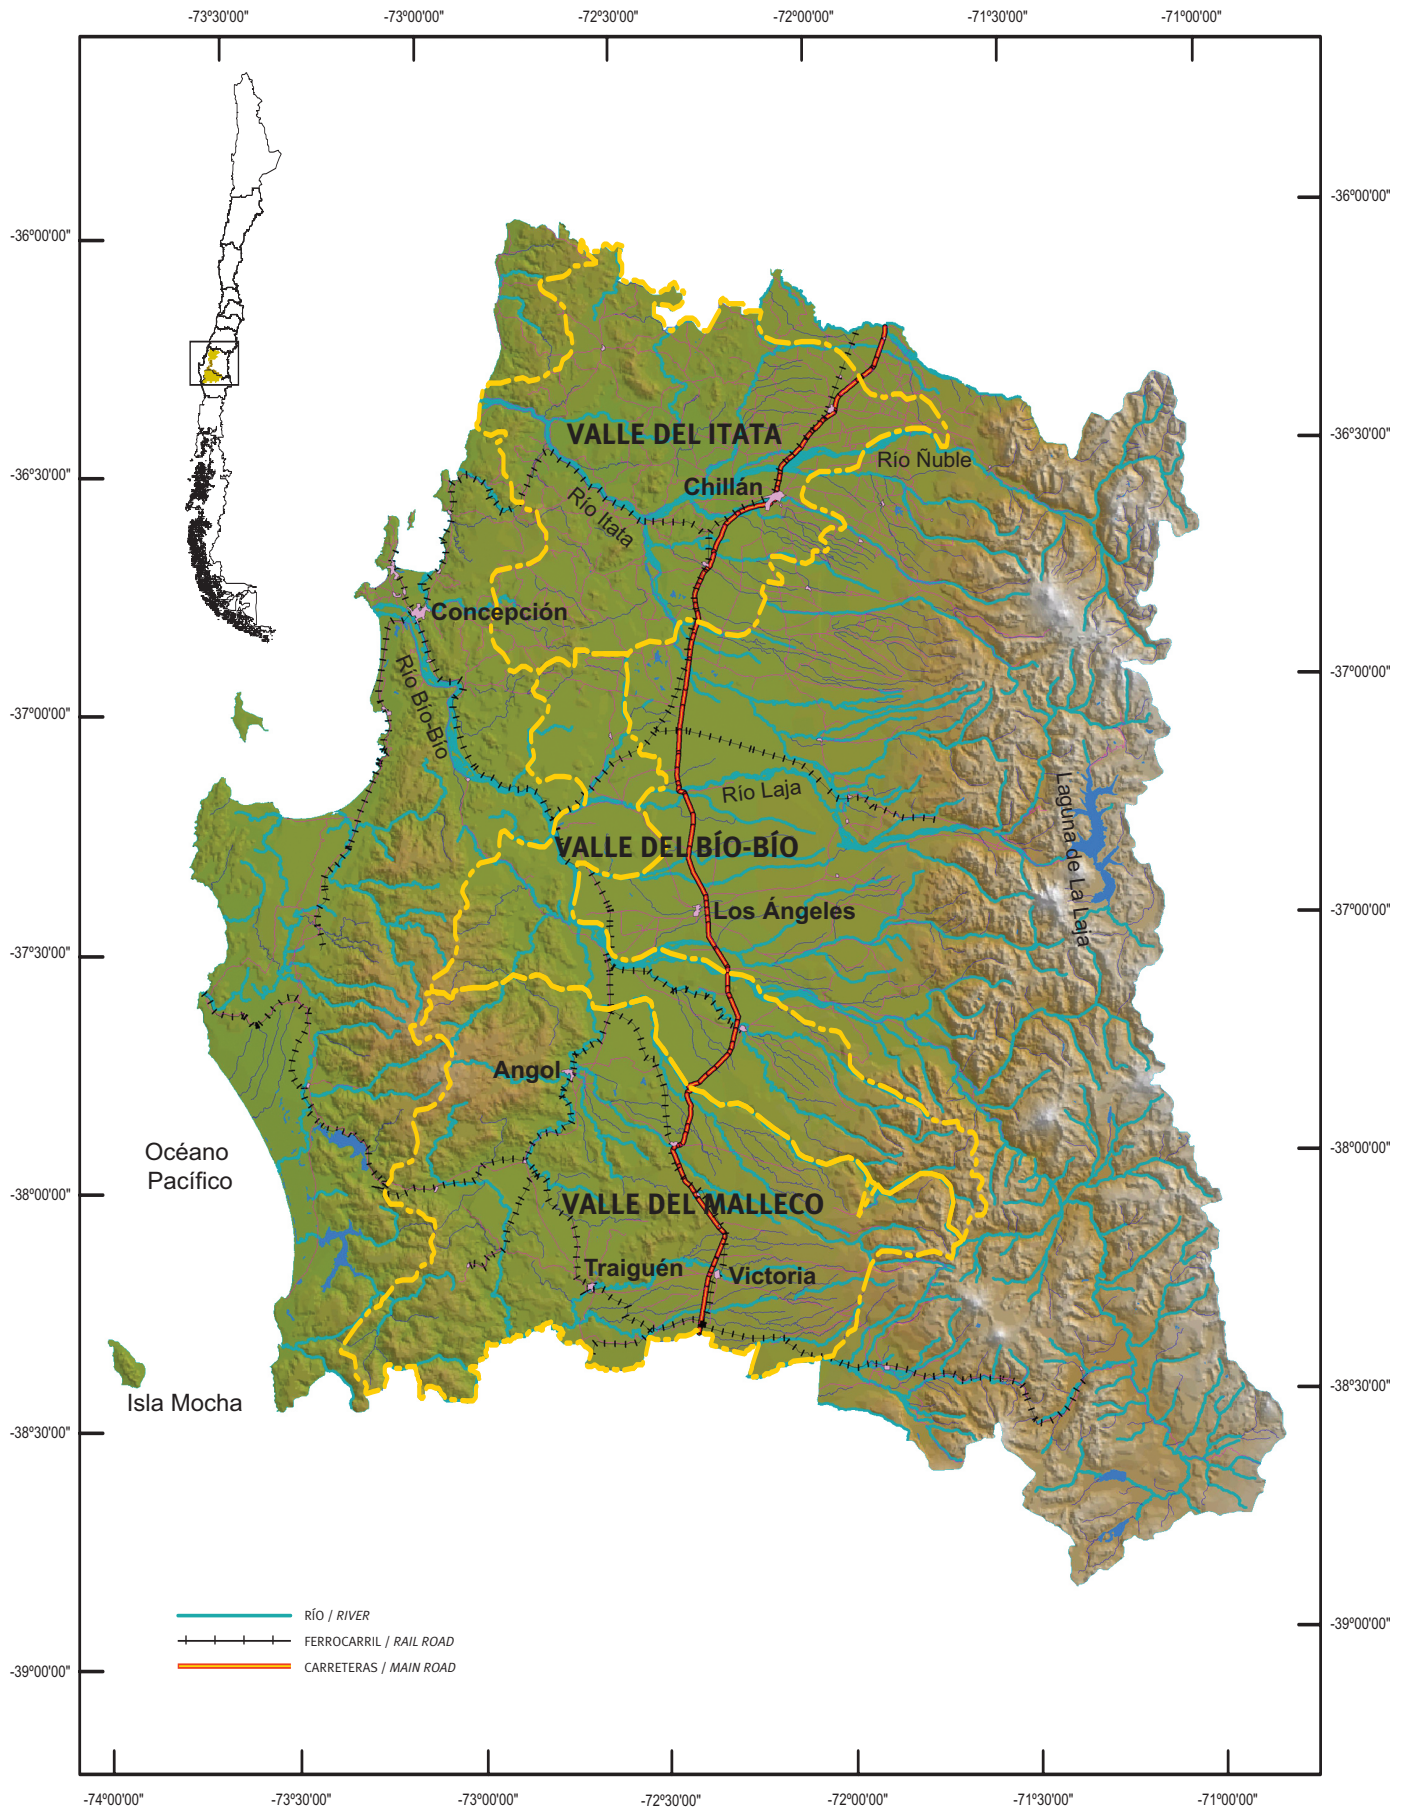 -73°30'00"
-73°00'00"
-72°30'00"
-72°00'00"
-71°30'00"
-71°00'00"
-36°00'00"
-36°00'00"
VALLE DEL ITATA
-36°30'00"
Río Ñuble
-36°30'00"
Chillán
Río Itata
Concepción
Río Bío-Bío
-37°00'00"
-37°00'00"
Río Laja
Laguna de La Laja
VALLE DEL BÍO-BÍO
Los Ángeles
-37°00'00"
-37°30'00"
Angol
Océano
Pacífico
-38°00'00"
-38°00'00"
VALLE DEL MALLECO
Traiguén
Victoria
Isla Mocha
-38°30'00"
-38°30'00"
RÍO / RIVER
-39°00'00"
FERROCARRIL / RAIL ROAD
CARRETERAS / MAIN ROAD
-39°00'00"
-74°00'00"
-73°30'00"
-73°00'00"
-72°30'00"
-72°00'00"
-71°30'00"
-71°00'00"